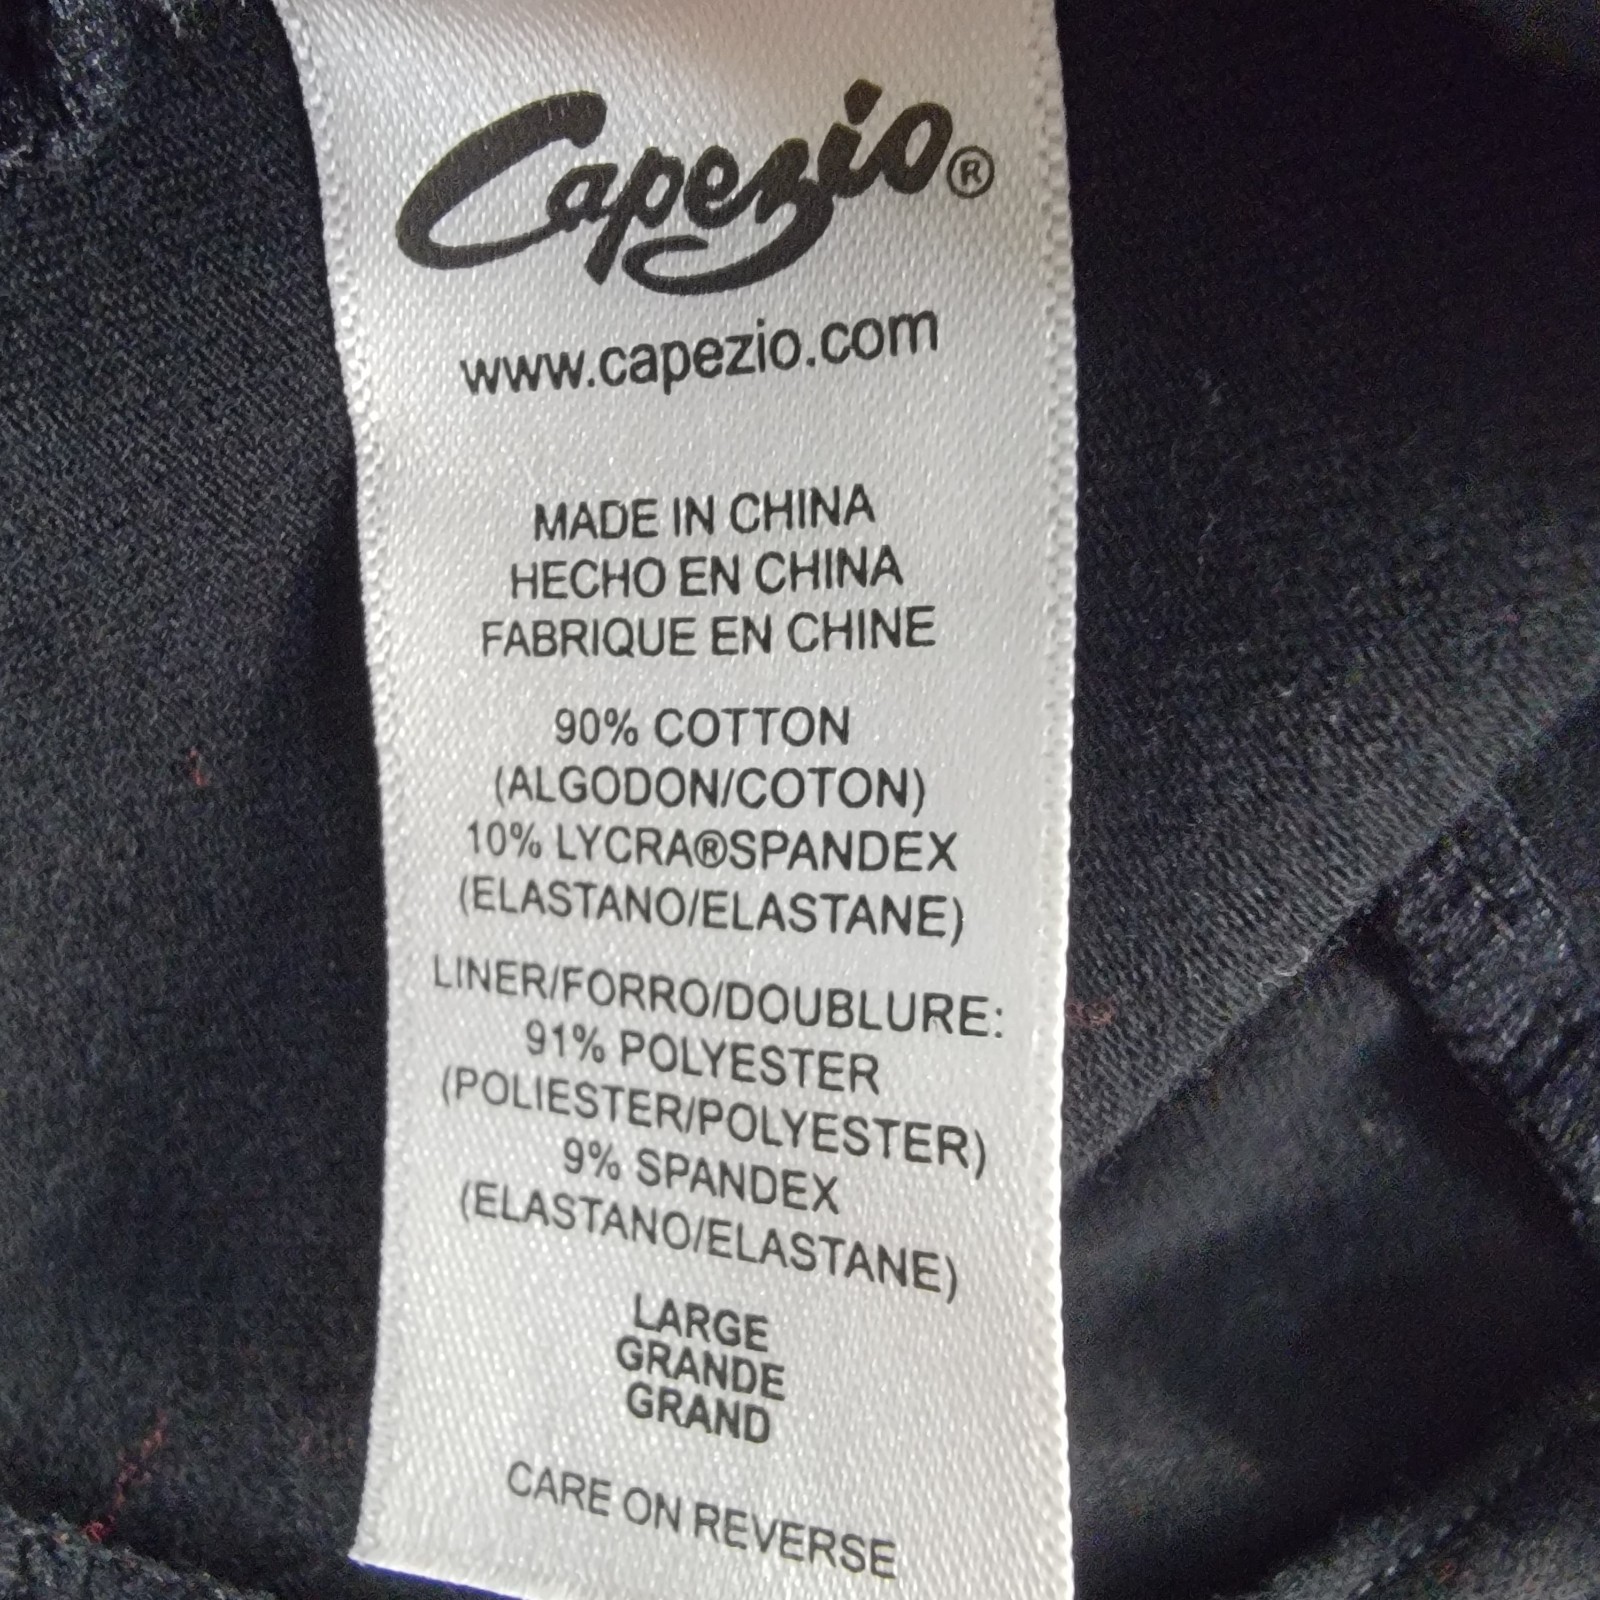 Capezio®
www.capezio.com
MADE IN CHINA
HECHO EN CHINA
FABRIQUE EN CHINE
90% COTTON
(ALGODON/COTON)
10% LYCRA®SPANDEX
(ELASTANO/ELASTANE)
LINER/FORRO/DOUBLURE:
91% POLYESTER
(POLIESTER/POLYESTER)
9% SPANDEX
(ELASTANO/ELASTANE)
LARGE
GRANDE
GRAND
CARE ON REVERSE